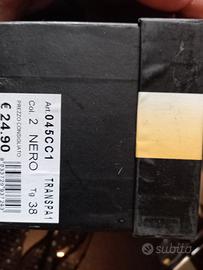 Art. 045CC1 TRANSPA1
Col. 2 NERO Tg. 38
PREZZO CONSIGLIATO
€ 24.90
subito